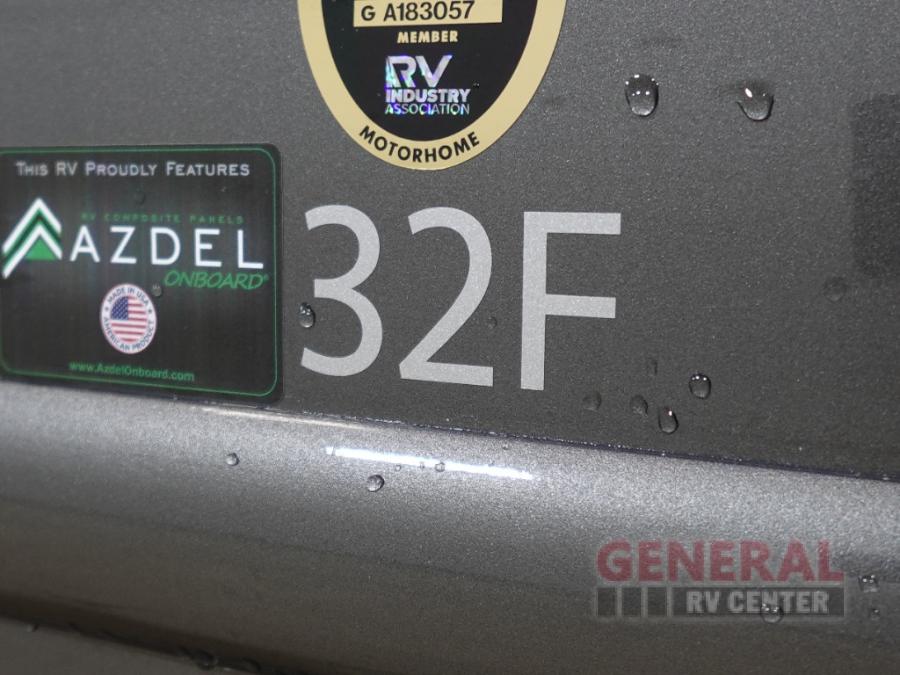 G A183057
MEMBER
RV
INDUSTRY
ASSOCIATION
MOTORHOME
THIS RV PROUDLY FEATURES
RV COMPOSITE PANELS
AZDEL
ONBOARD®
MADE IN USA
AMERICAN PRODUCT
www.AzdelOnboard.com
32F
GENERAL
RV CENTER